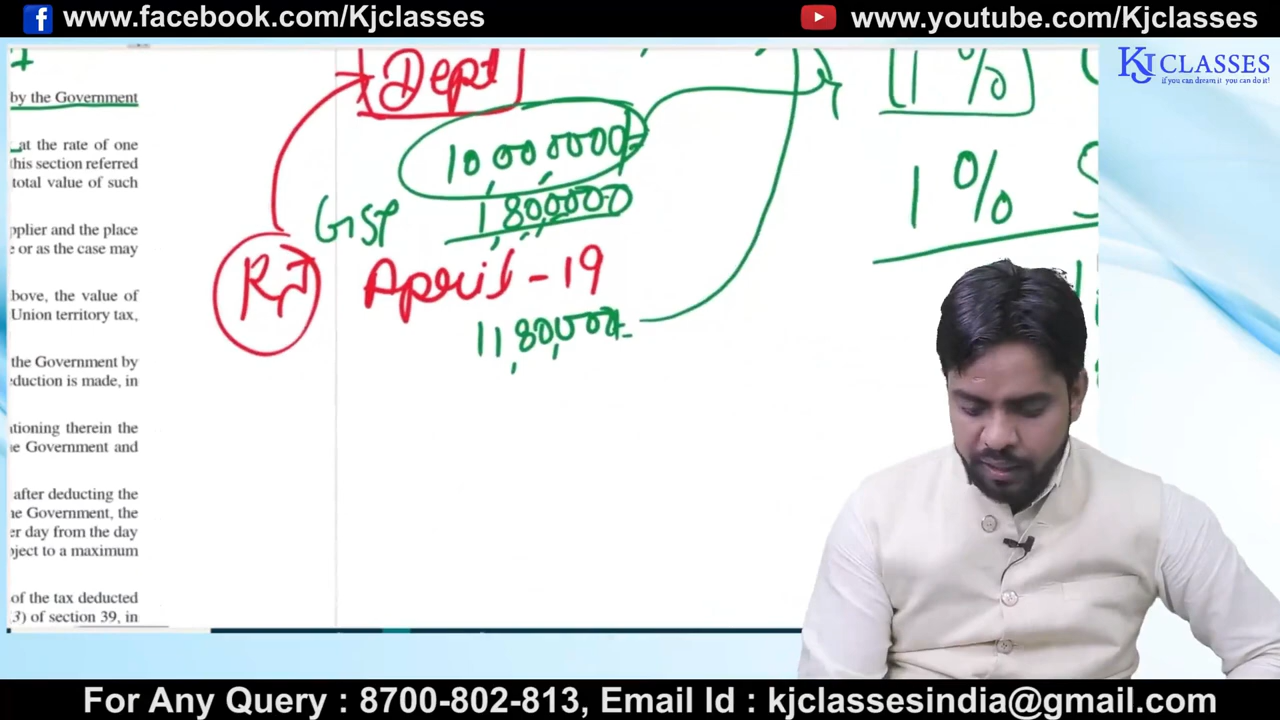 www.facebook.com/Kjclasses
www.youtube.com/Kjclasses
KJ CLASSES
if you can dream it you can do it!
by the Government
at the rate of one
this section referred
total value of such
pplier and the place
e or as the case may
bove, the value of
Union territory tax,
the Government by
eduction is made, in
tioning therein the
e Government and
after deducting the
ne Government, the
er day from the day
bject to a maximum
of the tax deducted
3) of section 39, in
Dept
10,00,000
GST 1,80,000
RJ April-19
11,80,000
1%
1%
For Any Query : 8700-802-813, Email Id : kjclassesindia@gmail.com